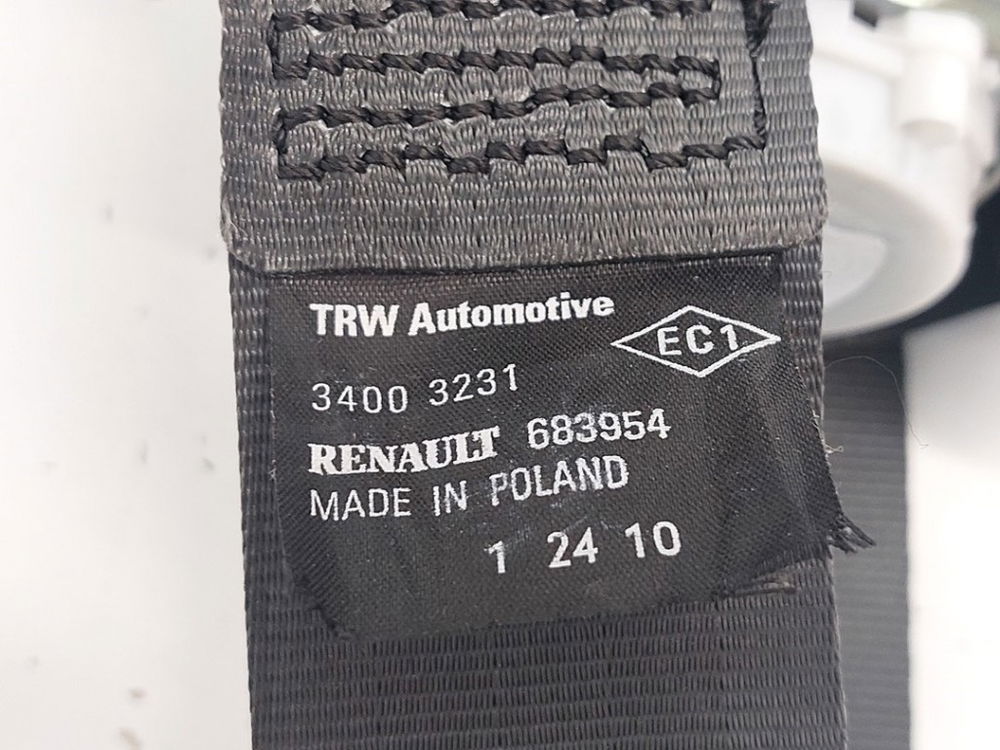 TRW Automotive
EC1
3400 3231
RENAULT 683954
MADE IN POLAND
1 24 10